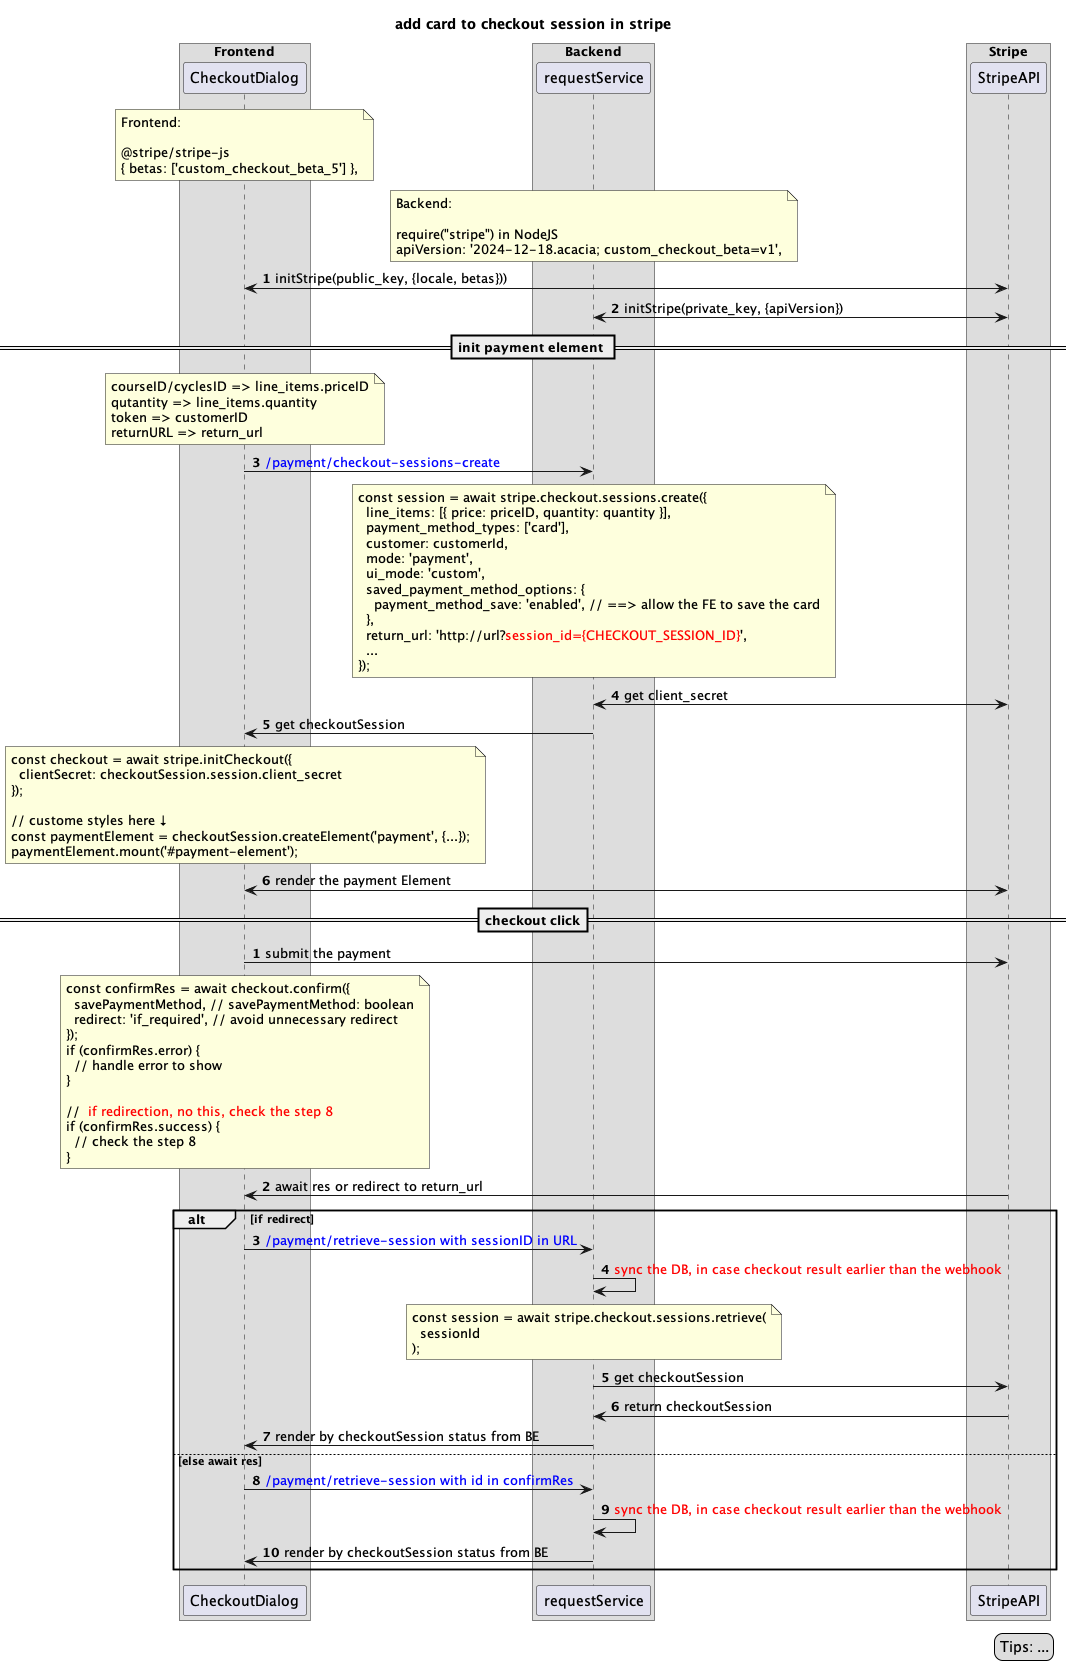 add card to checkout session in stripe
Frontend
Backend
Stripe
CheckoutDialog
requestService
StripeAPI
Frontend:
@stripe/stripe-js
{ betas: ['custom_checkout_beta_5'] },
Backend:
require("stripe") in NodeJS
apiVersion: '2024-12-18.acacia; custom_checkout_beta=v1',
1 initStripe(public_key, {locale, betas}))
2 initStripe(private_key, {apiVersion})
init payment element
courseID/cyclesID => line_items.priceID
qutantity => line_items.quantity
token => customerID
returnURL => return_url
3 /payment/checkout-sessions-create
const session = await stripe.checkout.sessions.create({
line_items: [{ price: priceID, quantity: quantity }],
payment_method_types: ['card'],
customer: customerId,
mode: 'payment',
ui_mode: 'custom',
saved_payment_method_options: {
payment_method_save: 'enabled', // ==> allow the FE to save the card
},
return_url: 'http://url?session_id={CHECKOUT_SESSION_ID}',
...
});
4 get client_secret
5 get checkoutSession
const checkout = await stripe.initCheckout({
clientSecret: checkoutSession.session.client_secret
});
// custome styles here ↓
const paymentElement = checkoutSession.createElement('payment', {...});
paymentElement.mount('#payment-element');
6 render the payment Element
checkout click
1 submit the payment
const confirmRes = await checkout.confirm({
savePaymentMethod, // savePaymentMethod: boolean
redirect: 'if_required', // avoid unnecessary redirect
});
if (confirmRes.error) {
// handle error to show
}
// if redirection, no this, check the step 8
if (confirmRes.success) {
// check the step 8
}
2 await res or redirect to return_url
alt [if redirect]
3 /payment/retrieve-session with sessionID in URL
4 sync the DB, in case checkout result earlier than the webhook
const session = await stripe.checkout.sessions.retrieve(
sessionId
);
5 get checkoutSession
6 return checkoutSession
7 render by checkoutSession status from BE
[else await res]
8 /payment/retrieve-session with id in confirmRes
9 sync the DB, in case checkout result earlier than the webhook
10 render by checkoutSession status from BE
CheckoutDialog
requestService
StripeAPI
Tips: ...